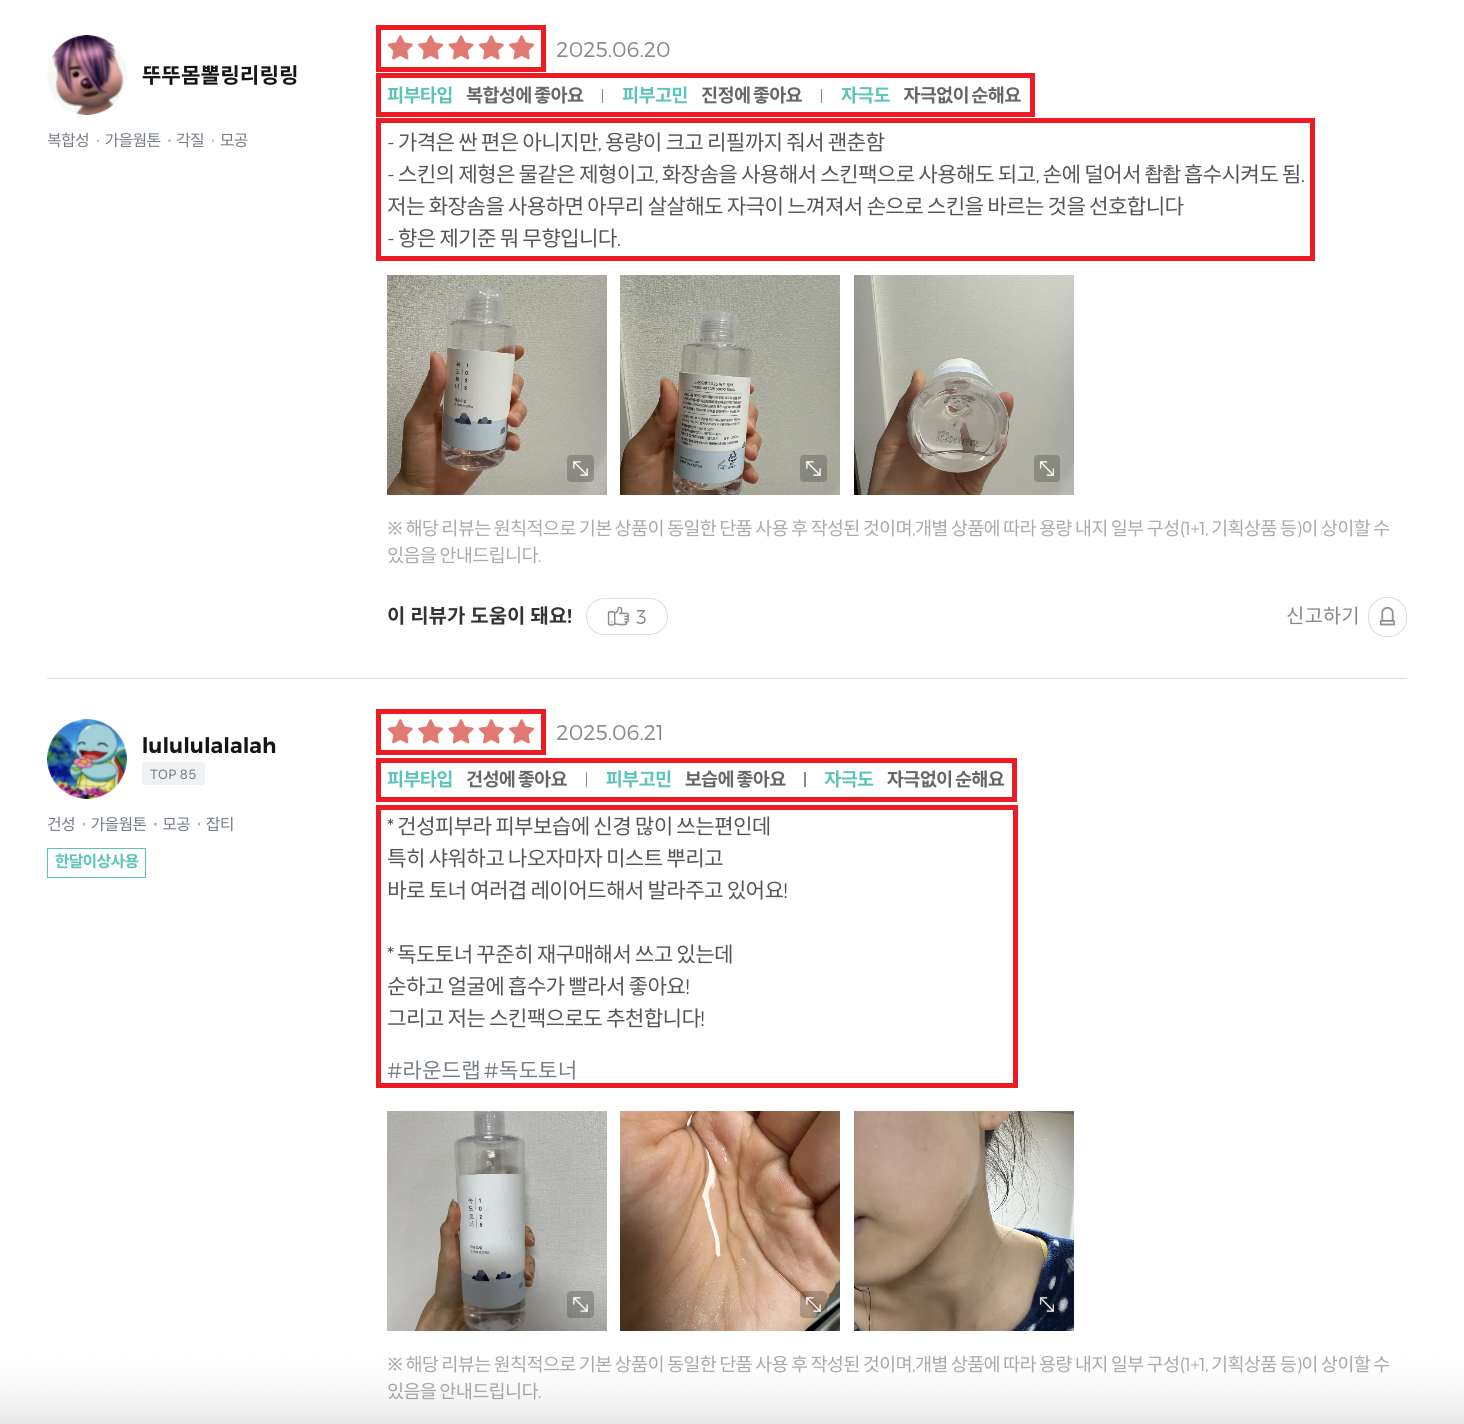 뚜뚜몸뽈링리링링
복합성 · 가을웜톤 · 각질 · 모공
2025.06.20
피부타입 복합성에 좋아요 | 피부고민 진정에 좋아요 | 자극도 자극없이 순해요
- 가격은 싼 편은 아니지만, 용량이 크고 리필까지 줘서 괜춘함
- 스킨의 제형은 물같은 제형이고, 화장솜을 사용해서 스킨팩으로 사용해도 되고, 손에 덜어서 촵촵 흡수시켜도 됨.
저는 화장솜을 사용하면 아무리 살살해도 자극이 느껴져서 손으로 스킨을 바르는 것을 선호합니다
- 향은 제기준 뭐 무향입니다.
독도토너
1025
※ 해당 리뷰는 원칙적으로 기본 상품이 동일한 단품 사용 후 작성된 것이며,개별 상품에 따라 용량 내지 일부 구성(1+1, 기획상품 등)이 상이할 수
있음을 안내드립니다.
이 리뷰가 도움이 돼요! 3
신고하기
lulululalalah
TOP 85
건성 · 가을웜톤 · 모공 · 잡티
한달이상사용
2025.06.21
피부타입 건성에 좋아요 | 피부고민 보습에 좋아요 | 자극도 자극없이 순해요
* 건성피부라 피부보습에 신경 많이 쓰는편인데
특히 샤워하고 나오자마자 미스트 뿌리고
바로 토너 여러겹 레이어드해서 발라주고 있어요!
* 독도토너 꾸준히 재구매해서 쓰고 있는데
순하고 얼굴에 흡수가 빨라서 좋아요!
그리고 저는 스킨팩으로도 추천합니다!
#라운드랩 #독도토너
독도토너
1025
※ 해당 리뷰는 원칙적으로 기본 상품이 동일한 단품 사용 후 작성된 것이며,개별 상품에 따라 용량 내지 일부 구성(1+1, 기획상품 등)이 상이할 수
있음을 안내드립니다.